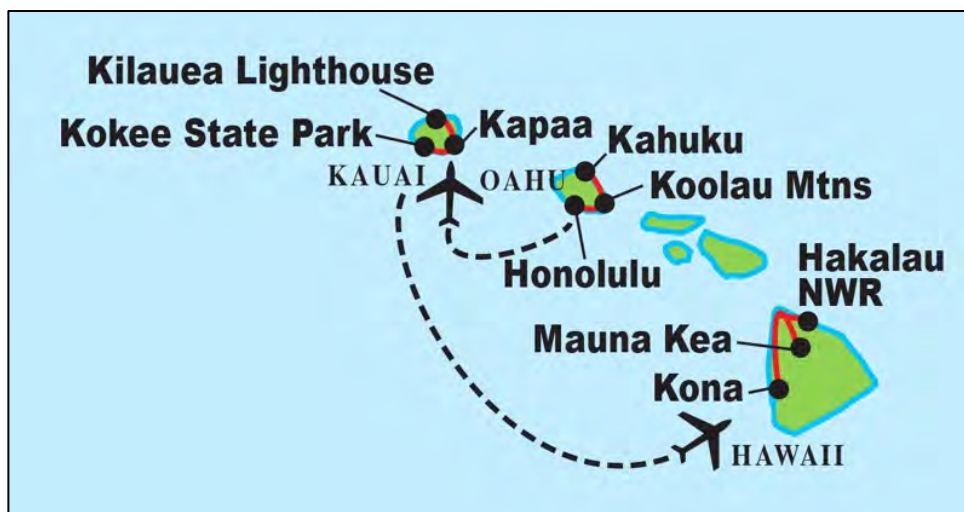 Kilauea Lighthouse
Kokee State Park
Kapaa
KAUAI
OAHU
Kahuku
Koolau Mtns
Honolulu
Hakalau
NWR
Mauna Kea
Kona
HAWAII